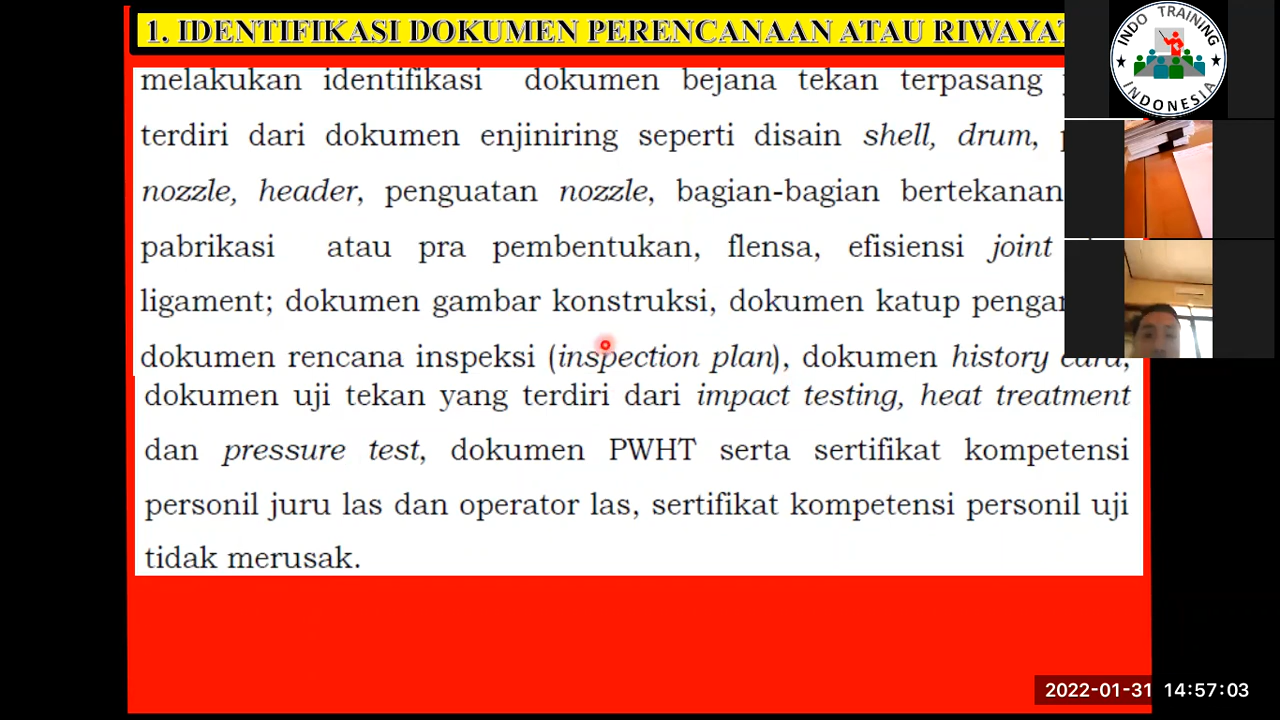 1. IDENTIFIKASI DOKUMEN PERENCANAAN ATAU RIWAYAT
melakukan identifikasi dokumen bejana tekan terpasang
terdiri dari dokumen enjiniring seperti disain shell, drum,
nozzle, header, penguatan nozzle, bagian-bagian bertekanan
pabrikasi atau pra pembentukan, flensa, efisiensi joint
ligament; dokumen gambar konstruksi, dokumen katup
dokumen rencana inspeksi (inspection plan), dokumen history card,
dokumen uji tekan yang terdiri dari impact testing, heat treatment
dan pressure test, dokumen PWHT serta sertifikat kompetensi
personil juru las dan operator las, sertifikat kompetensi personil uji
tidak merusak.
INDO TRAINING
INDONESIA
2022-01-31 14:57:03